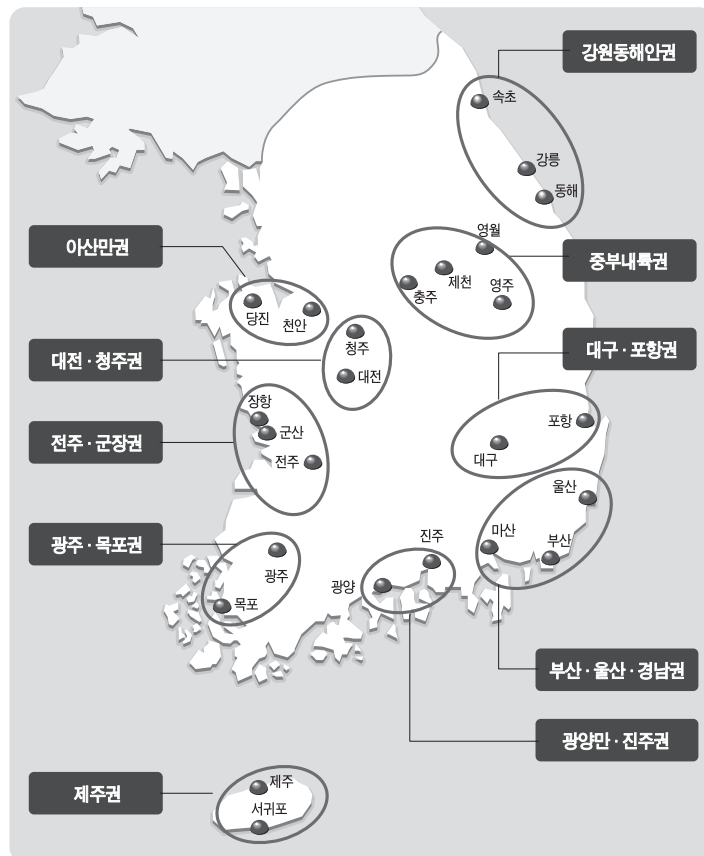 강원동해안권
속초
강릉
동해
영월
아산만권
중부내륙권
제천
충주
영주
당진
천안
청주
대구 · 포항권
대전 · 청주권
대전
장항
군산
포항
전주 · 군장권
전주
대구
울산
마산
진주
부산
광주 · 목포권
광주
광양
목포
부산 · 울산 · 경남권
광양만 · 진주권
제주
제주권
서귀포